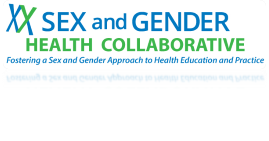 SEX and GENDER
HEALTH COLLABORATIVE
Fostering a Sex and Gender Approach to Health Education and Practice